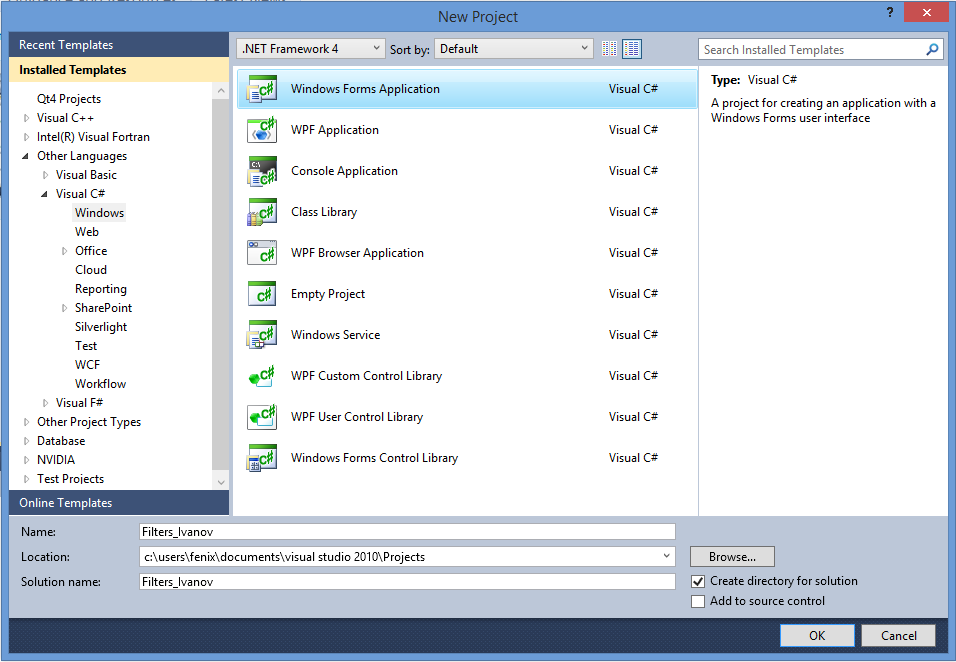 New Project
?
Recent Templates
Installed Templates
Qt4 Projects
Visual C++
Intel(R) Visual Fortran
Other Languages
Visual Basic
Visual C#
Windows
Web
Office
Cloud
Reporting
SharePoint
Silverlight
Test
WCF
Workflow
Visual F#
Other Project Types
Database
NVIDIA
Test Projects
Online Templates
.NET Framework 4
Sort by: Default
Windows Forms Application Visual C#
WPF Application Visual C#
Console Application Visual C#
Class Library Visual C#
WPF Browser Application Visual C#
Empty Project Visual C#
Windows Service Visual C#
WPF Custom Control Library Visual C#
WPF User Control Library Visual C#
Windows Forms Control Library Visual C#
Search Installed Templates
Type: Visual C#
A project for creating an application with a
Windows Forms user interface
Name: Filters_Ivanov
Location: c:\users\fenix\documents\visual studio 2010\Projects
Browse...
Solution name: Filters_Ivanov
Create directory for solution
Add to source control
OK
Cancel